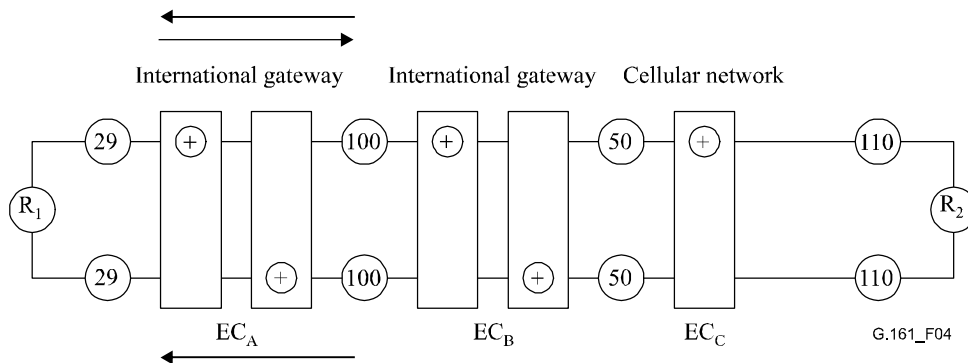 International gateway International gateway Cellular network
29 + 100 + 50 + 110
R1 R2
29 + 100 + 50 110
ECA ECB ECC
G.161_F04